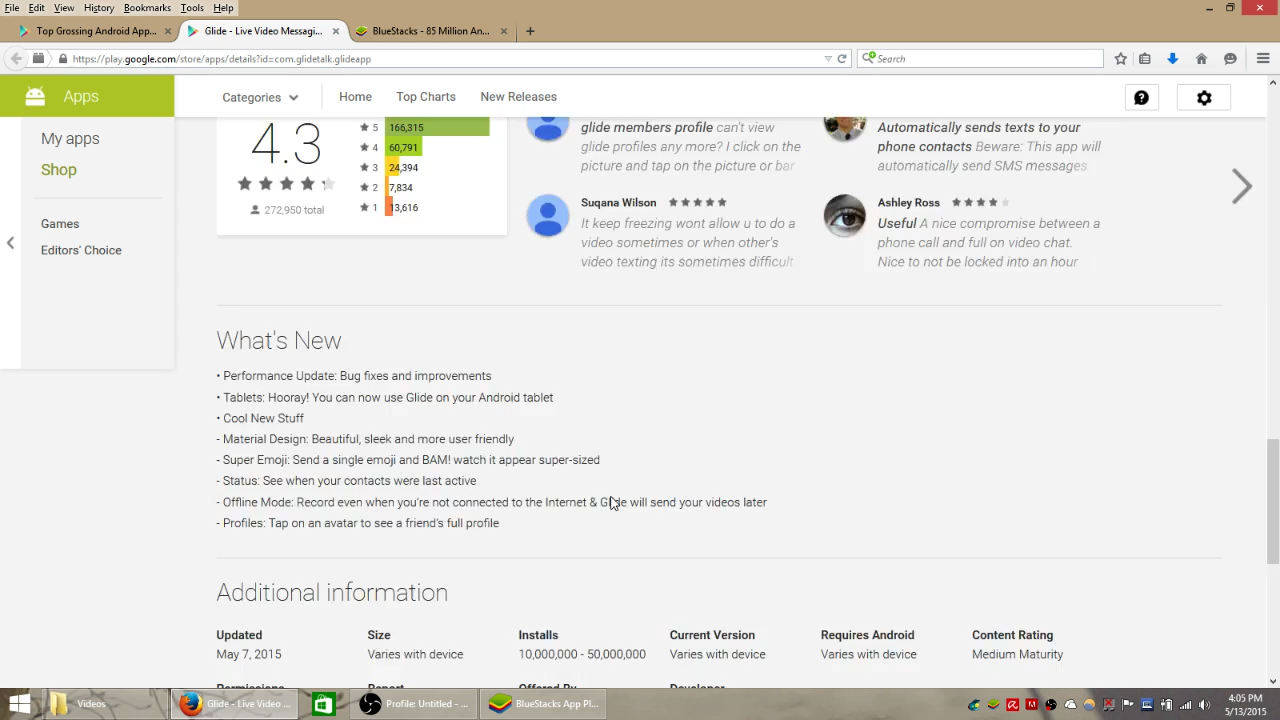 File Edit View History Bookmarks Tools Help
Top Grossing Android App...
Glide - Live Video Messagi...
BlueStacks - 85 Million An...
https://play.google.com/store/apps/details?id=com.glidetalk.glideapp
Search
Apps
Categories
Home
Top Charts
New Releases
My apps
Shop
Games
Editors' Choice
4.3
272,950 total
5 166,315
4 60,791
3 24,394
2 7,834
1 13,616
glide members profile can't view
glide profiles any more? I click on the
picture and tap on the picture or bar
Automatically sends texts to your
phone contacts Beware: This app will
automatically send SMS messages
Suqana Wilson
It keep freezing wont allow u to do a
video sometimes or when other's
video texting its sometimes difficult
Ashley Ross
Useful A nice compromise between a
phone call and full on video chat.
Nice to not be locked into an hour
What's New
• Performance Update: Bug fixes and improvements
• Tablets: Hooray! You can now use Glide on your Android tablet
• Cool New Stuff
- Material Design: Beautiful, sleek and more user friendly
- Super Emoji: Send a single emoji and BAM! watch it appear super-sized
- Status: See when your contacts were last active
- Offline Mode: Record even when you're not connected to the Internet & Glide will send your videos later
- Profiles: Tap on an avatar to see a friend's full profile
Additional information
Updated
May 7, 2015
Size
Varies with device
Installs
10,000,000 - 50,000,000
Current Version
Varies with device
Requires Android
Varies with device
Content Rating
Medium Maturity
Permissions
Report
Offered By
Developer
Videos
Glide - Live Video ...
Profile: Untitled - ...
BlueStacks App Pl...
4:05 PM
5/13/2015